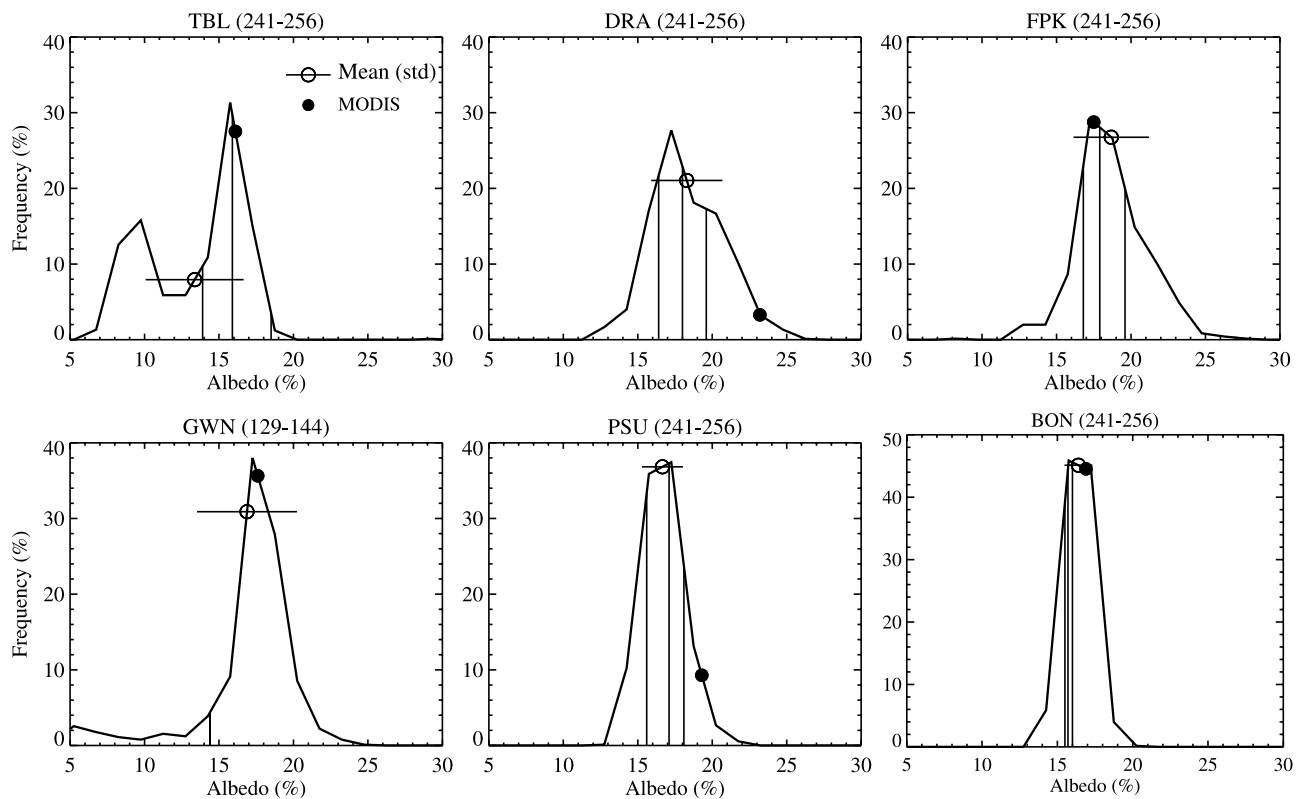 TBL (241-256)
DRA (241-256)
FPK (241-256)
40
30
20
10
0
Frequency (%)
Mean (std)
MODIS
5 10 15 20 25 30
Albedo (%)
40
30
20
10
0
5 10 15 20 25 30
Albedo (%)
40
30
20
10
0
5 10 15 20 25 30
Albedo (%)
GWN (129-144)
PSU (241-256)
BON (241-256)
40
30
20
10
0
Frequency (%)
5 10 15 20 25 30
Albedo (%)
40
30
20
10
0
5 10 15 20 25 30
Albedo (%)
50
40
30
20
10
0
5 10 15 20 25 30
Albedo (%)